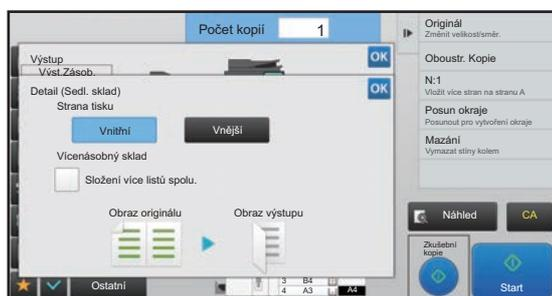 Počet kopií 1
Výstup
OK
Výst.Zásob.
Detail (Sedl. sklad)
OK
Strana tisku
Vnitřní
Vnější
Vícenásobný sklad
Složení více listů spolu.
Obraz originálu
Obraz výstupu
Ostatní
3 B4
4 A3
A4
Originál
Změnit velikost/směr.
Oboustr. Kopie
N:1
Vložit více stran na stranu A
Posun okraje
Posunout pro vytvoření okraje
Mazání
Vymazat stíny kolem
Náhled
CA
Zkušební
kopie
Start